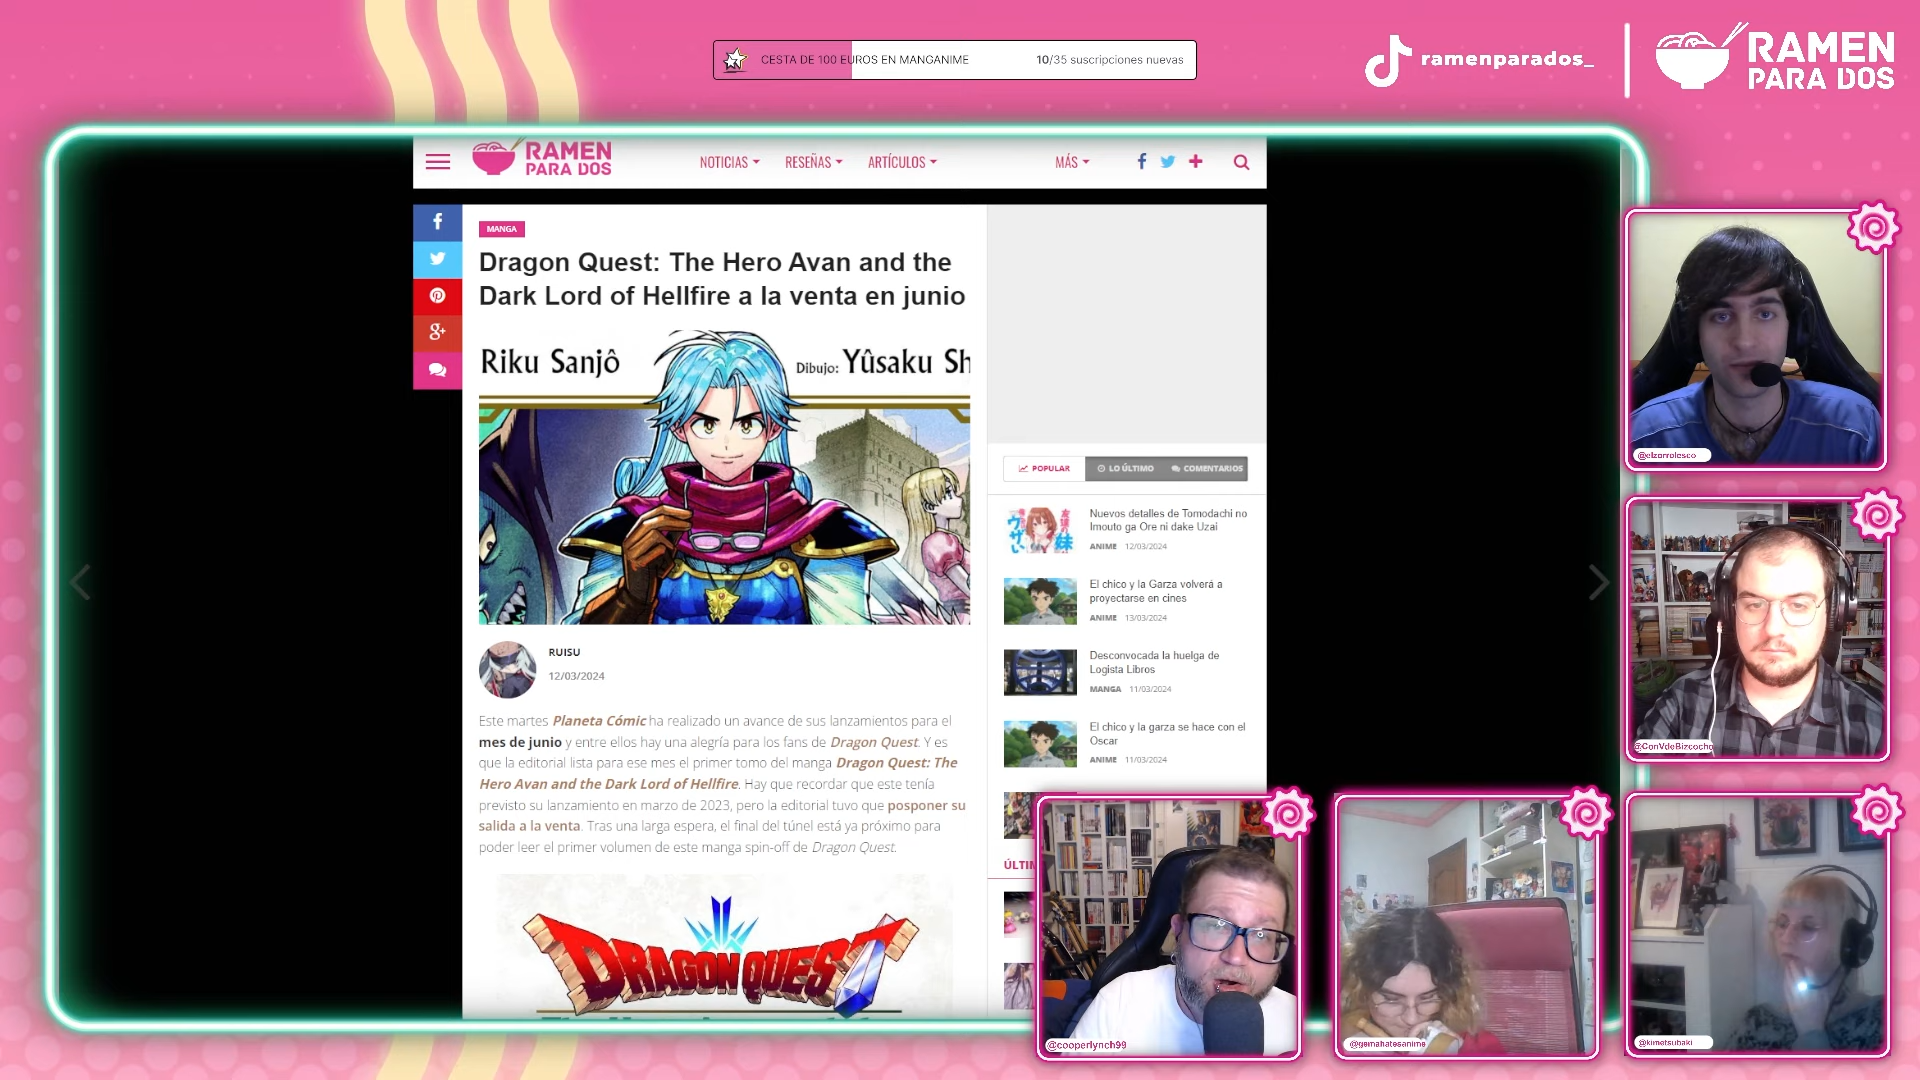 CESTA DE 100 EUROS EN MANGANIME
10/35 suscripciones nuevas
ramenparados_
RAMEN
PARA DOS
RAMEN
PARA DOS
NOTICIAS
RESEÑAS
ARTÍCULOS
MÁS
MANGA
Dragon Quest: The Hero Avan and the
Dark Lord of Hellfire a la venta en junio
Riku Sanjô
Dibujo: Yûsaku Sh
RUISU
12/03/2024
Este martes Planeta Cómic ha realizado un avance de sus lanzamientos para el
mes de junio y entre ellos hay una alegría para los fans de Dragon Quest. Y es
que la editorial lista para ese mes el primer tomo del manga Dragon Quest: The
Hero Avan and the Dark Lord of Hellfire. Hay que recordar que este tenía
previsto su lanzamiento en marzo de 2023, pero la editorial tuvo que posponer su
salida a la venta. Tras una larga espera, el final del túnel está ya próximo para
poder leer el primer volumen de este manga spin-off de Dragon Quest.
DRAGON QUEST
POPULAR
LO ÚLTIMO
COMENTARIOS
Nuevos detalles de Tomodachi no
Imouto ga Ore ni dake Uzai
ANIME 12/03/2024
El chico y la Garza volverá a
proyectarse en cines
ANIME 13/03/2024
Desconvocada la huelga de
Logista Libros
MANGA 11/03/2024
El chico y la garza se hace con el
Oscar
ANIME 11/03/2024
ÚLTIM
@elzorrolesco
@ConVdeBizcocho
@cooperlynch99
@gemahatesanime
@kimetsubaki